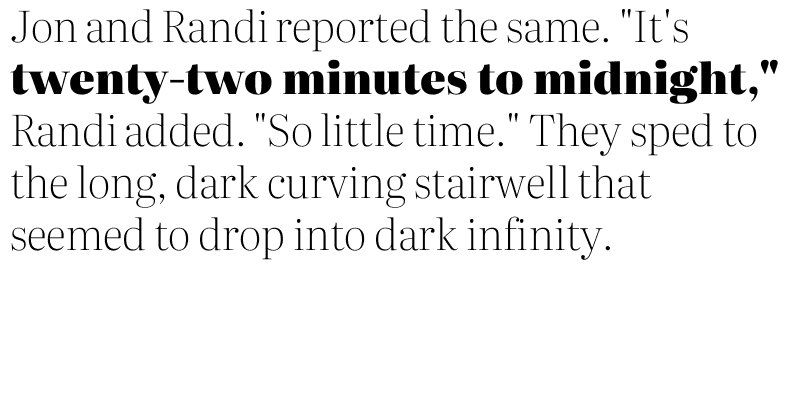 Jon and Randi reported the same. "It's
twenty-two minutes to midnight,"
Randi added. "So little time." They sped to
the long, dark curving stairwell that
seemed to drop into dark infinity.